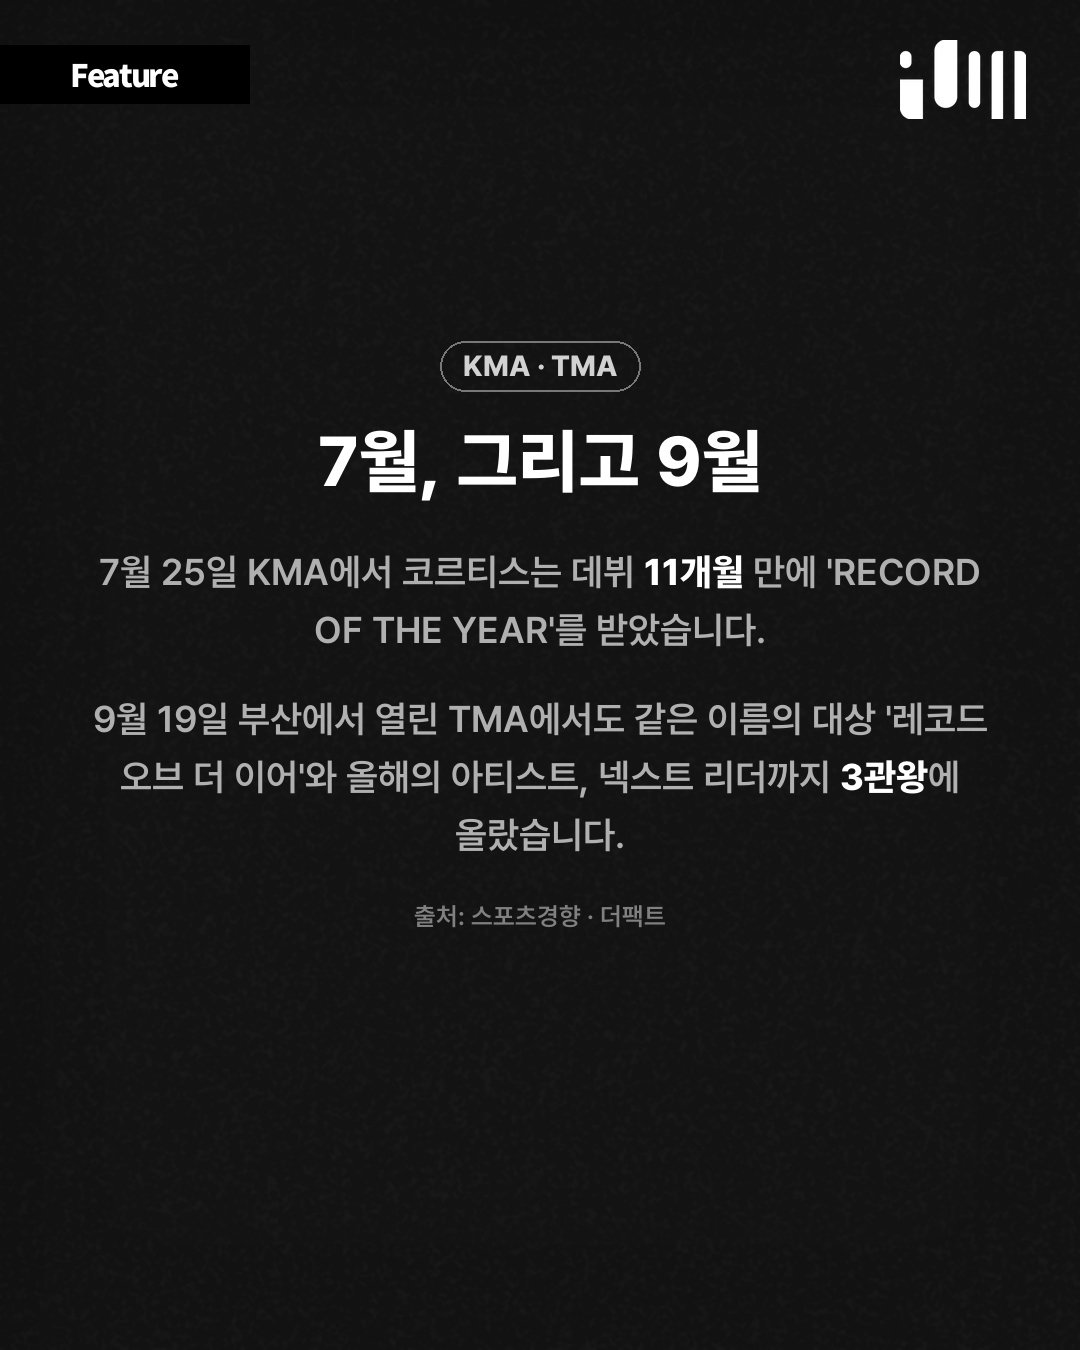 Feature
KMA · TMA
7월, 그리고 9월
7월 25일 KMA에서 코르티스는 데뷔 11개월 만에 'RECORD
OF THE YEAR'를 받았습니다.
9월 19일 부산에서 열린 TMA에서도 같은 이름의 대상 '레코드
오브 더 이어'와 올해의 아티스트, 넥스트 리더까지 3관왕에
올랐습니다.
출처: 스포츠경향 · 더팩트